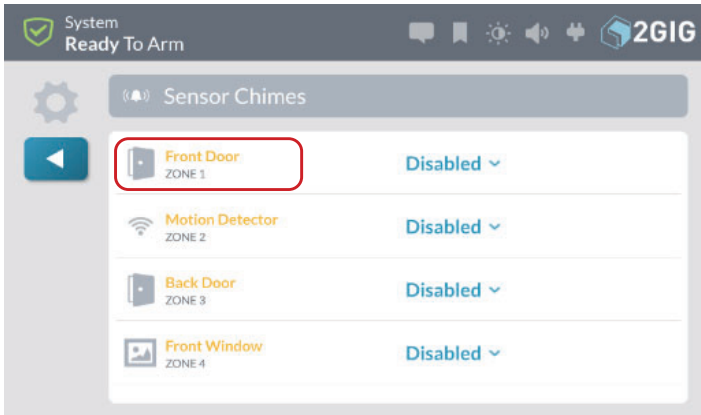 System
Ready To Arm
2GIG
Sensor Chimes
Front Door
ZONE 1
Disabled
Motion Detector
ZONE 2
Disabled
Back Door
ZONE 3
Disabled
Front Window
ZONE 4
Disabled